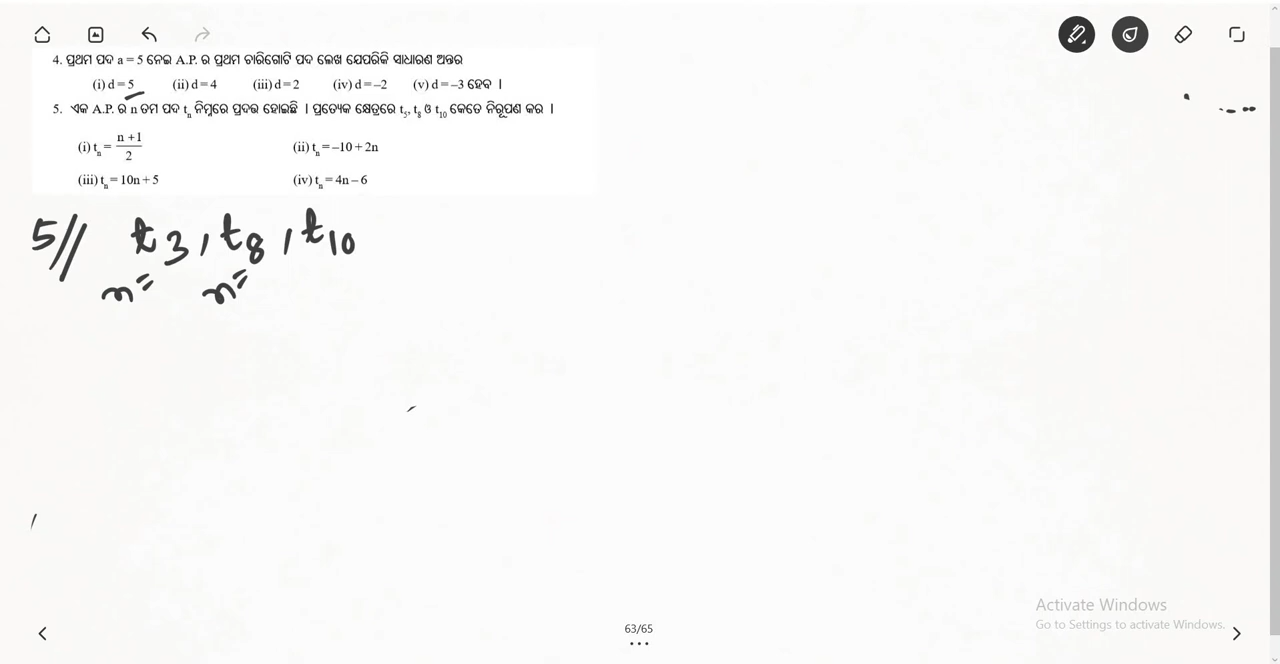 4. ପ୍ରଥମ ପଦ a = 5 ନେଇ A.P. ର ପ୍ରଥମ ଚାରିଗୋଟି ପଦ ଲେଖ ଯେପରିକି ସାଧାରଣ ଅନ୍ତର
(i) d = 5 (ii) d = 4 (iii) d = 2 (iv) d = –2 (v) d = –3 ହେବ ।
5. ଏକ A.P. ର n ତମ ପଦ tₙ ନିମ୍ନରେ ପ୍ରଦତ୍ତ ହୋଇଛି । ପ୍ରତ୍ୟେକ କ୍ଷେତ୍ରରେ t₅, t₈ ଓ t₁₀ କେତେ ନିରୂପଣ କର ।
(i) tₙ = (n + 1)/2 (ii) tₙ = –10 + 2n
(iii) tₙ = 10n + 5 (iv) tₙ = 4n – 6
5// t₃, t₈, t₁₀
n= n=
Activate Windows
Go to Settings to activate Windows.
63/65